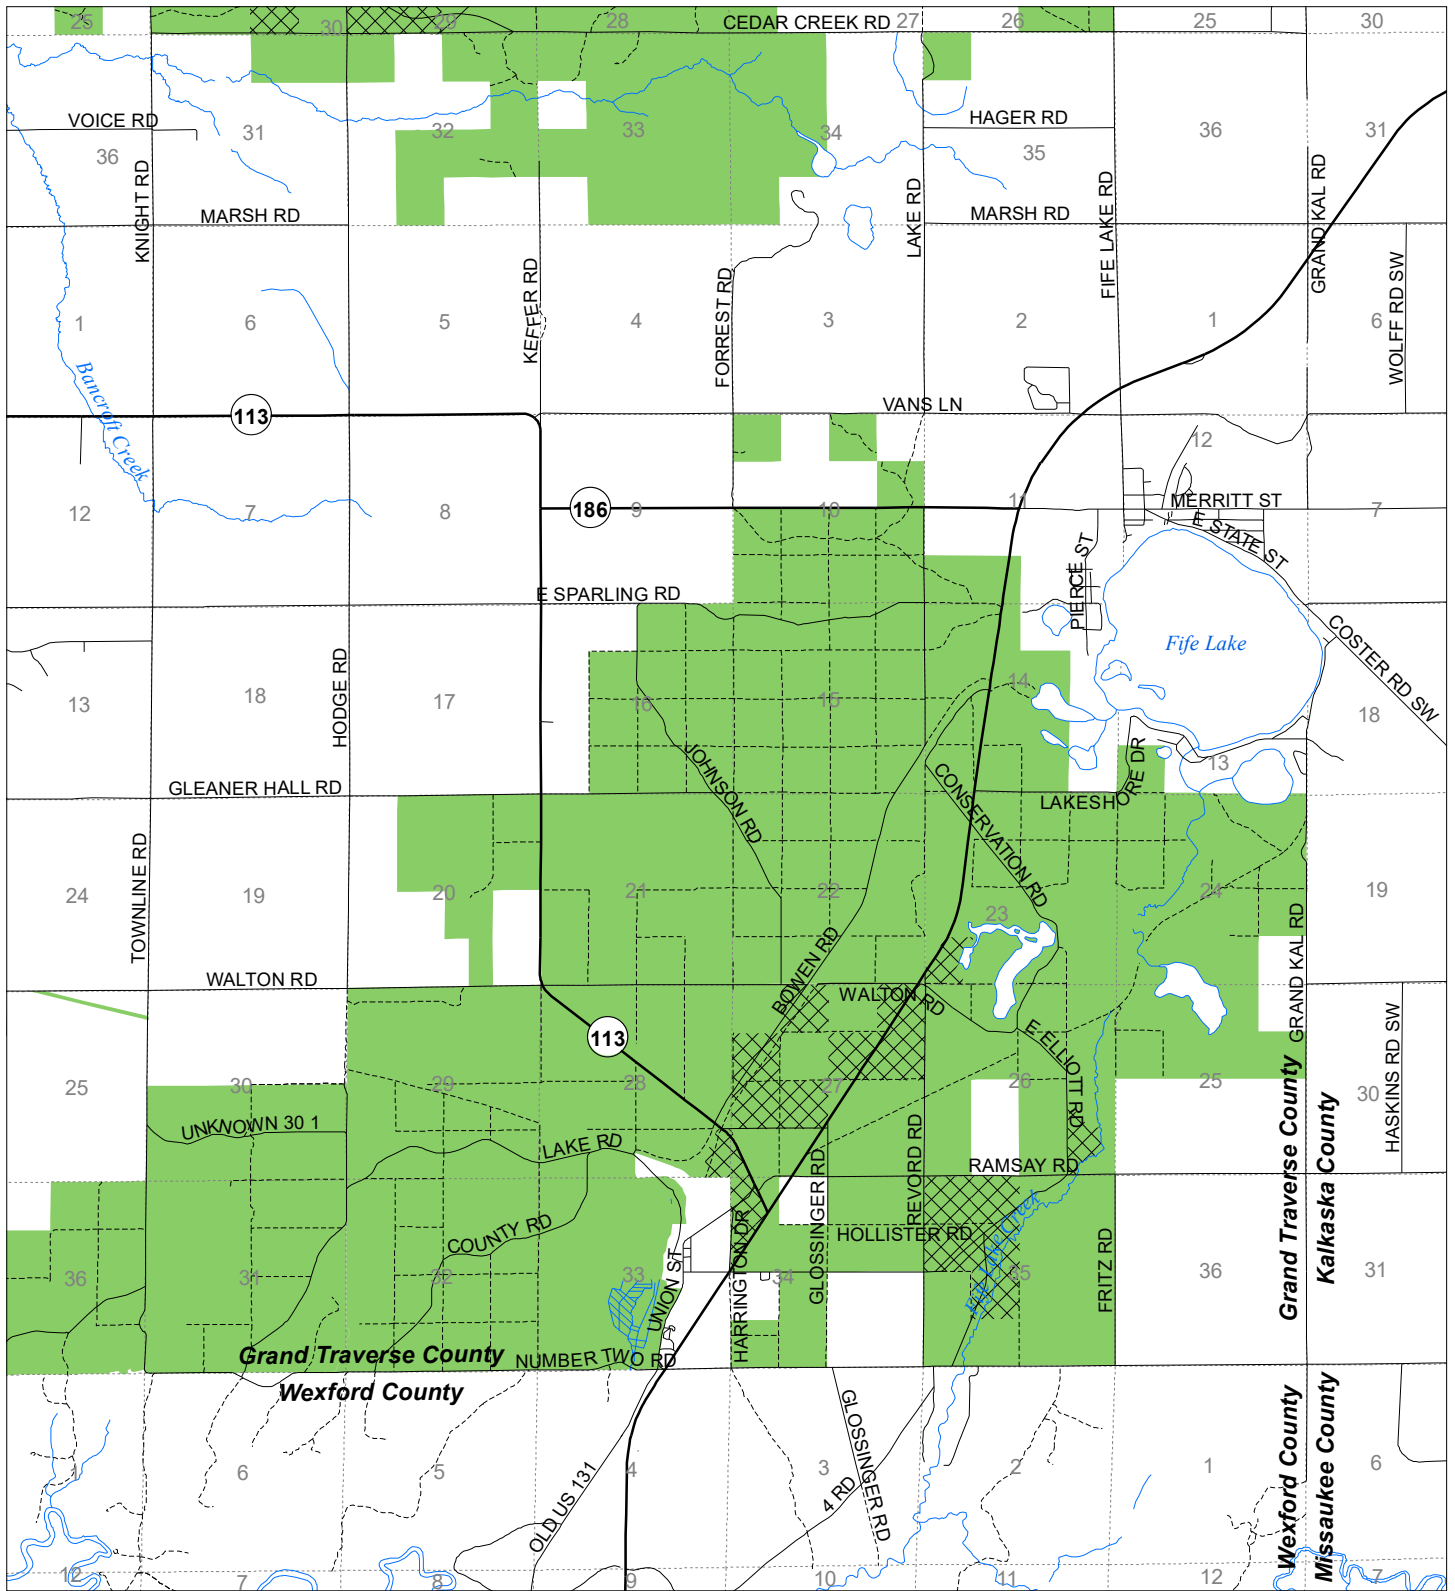 25
30
29
28
CEDAR CREEK RD
27
26
25
30
VOICE RD
36
31
32
33
34
HAGER RD
35
36
31
KNIGHT RD
MARSH RD
LAKE RD
MARSH RD
FIFE LAKE RD
GRAND KAL RD
KEFFER RD
FORREST RD
WOLFF RD SW
1
6
5
4
3
2
1
6
Bancroft Creek
113
VANS LN
12
12
7
8
186
9
10
11
MERRITT ST
7
E STATE ST
PIERCE ST
E SPARLING RD
Fife Lake
COSTER RD SW
HODGE RD
13
18
17
16
15
14
18
JOHNSON RD
CONSERVATION RD
LAKESHORE DR
13
GLEANER HALL RD
TOWNLINE RD
24
19
20
21
22
23
24
19
BOWEN RD
GRAND KAL RD
WALTON RD
WALTON RD
113
E ELLIOTT RD
HASKINS RD SW
25
30
29
28
27
26
25
30
UNKNOWN 30 1
LAKE RD
REVORD RD
RAMSAY RD
GLOSSINGER RD
COUNTY RD
HARRINGTON DR
HOLLISTER RD
Fife Lake Creek
FRITZ RD
Grand Traverse County
Kalkaska County
36
31
32
33
UNION ST
34
35
36
31
Grand Traverse County
NUMBER TWO RD
Wexford County
GLOSSINGER RD
4 RD
OLD US 131
Wexford County
Missaukee County
1
6
5
4
3
2
1
6
12
7
8
9
10
11
12
7